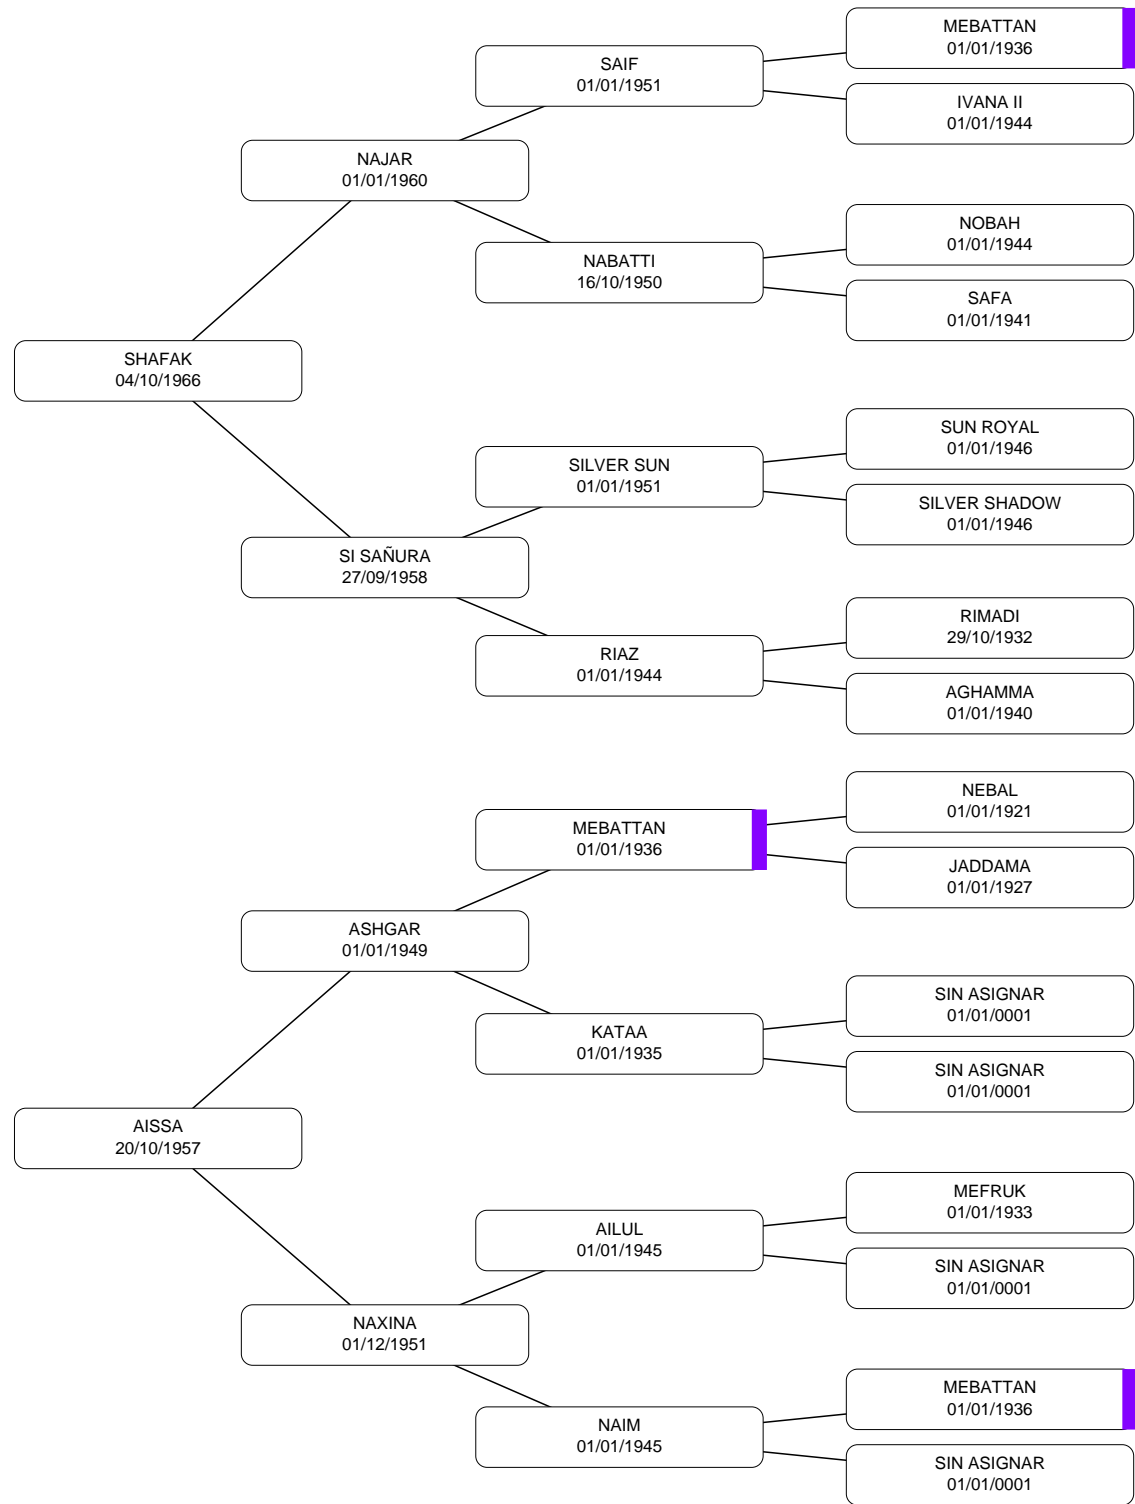 MEBATTAN
01/01/1936
SAIF
01/01/1951
IVANA II
01/01/1944
NAJAR
01/01/1960
NOBAH
01/01/1944
NABATTI
16/10/1950
SAFA
01/01/1941
SHAFAK
04/10/1966
SUN ROYAL
01/01/1946
SILVER SUN
01/01/1951
SILVER SHADOW
01/01/1946
SI SAÑURA
27/09/1958
RIMADI
29/10/1932
RIAZ
01/01/1944
AGHAMMA
01/01/1940
NEBAL
01/01/1921
MEBATTAN
01/01/1936
JADDAMA
01/01/1927
ASHGAR
01/01/1949
SIN ASIGNAR
01/01/0001
KATAA
01/01/1935
SIN ASIGNAR
01/01/0001
AISSA
20/10/1957
MEFRUK
01/01/1933
AILUL
01/01/1945
SIN ASIGNAR
01/01/0001
NAXINA
01/12/1951
MEBATTAN
01/01/1936
NAIM
01/01/1945
SIN ASIGNAR
01/01/0001